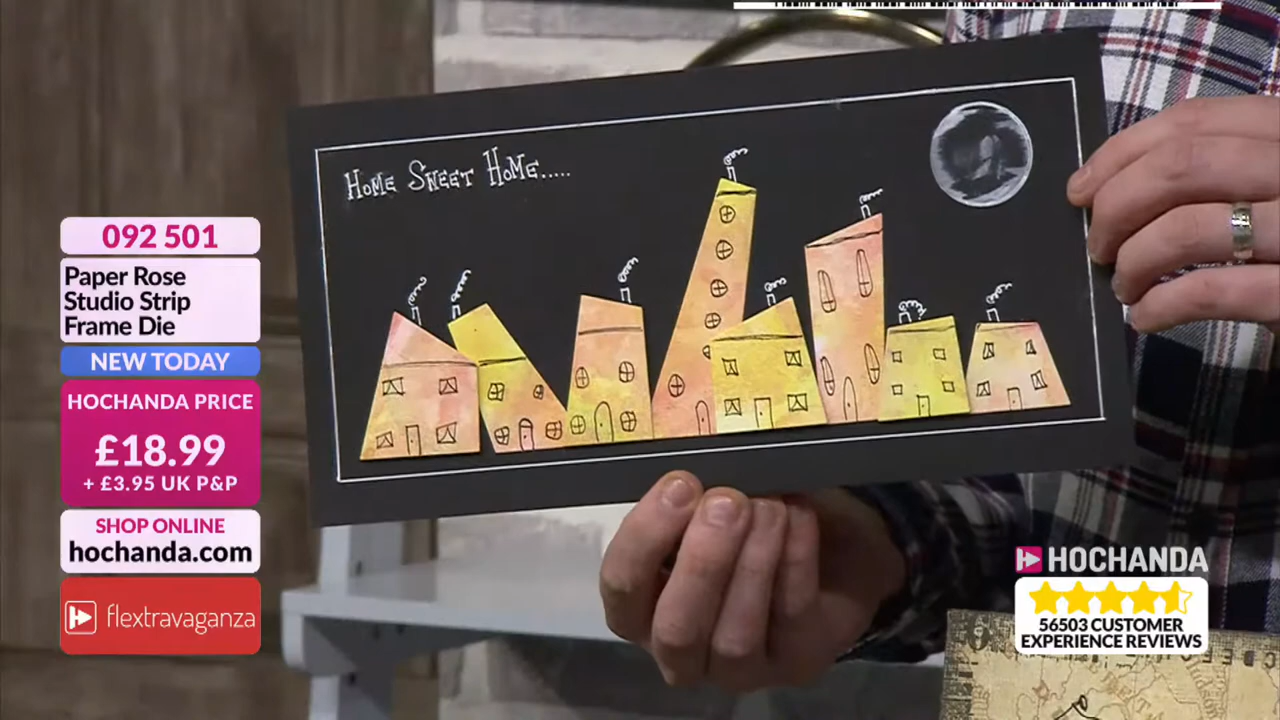 092 501
Paper Rose
Studio Strip
Frame Die
NEW TODAY
HOCHANDA PRICE
£18.99
+ £3.95 UK P&P
SHOP ONLINE
hochanda.com
flextravaganza
HOME SWEET HOME.....
HOCHANDA
56503 CUSTOMER
EXPERIENCE REVIEWS